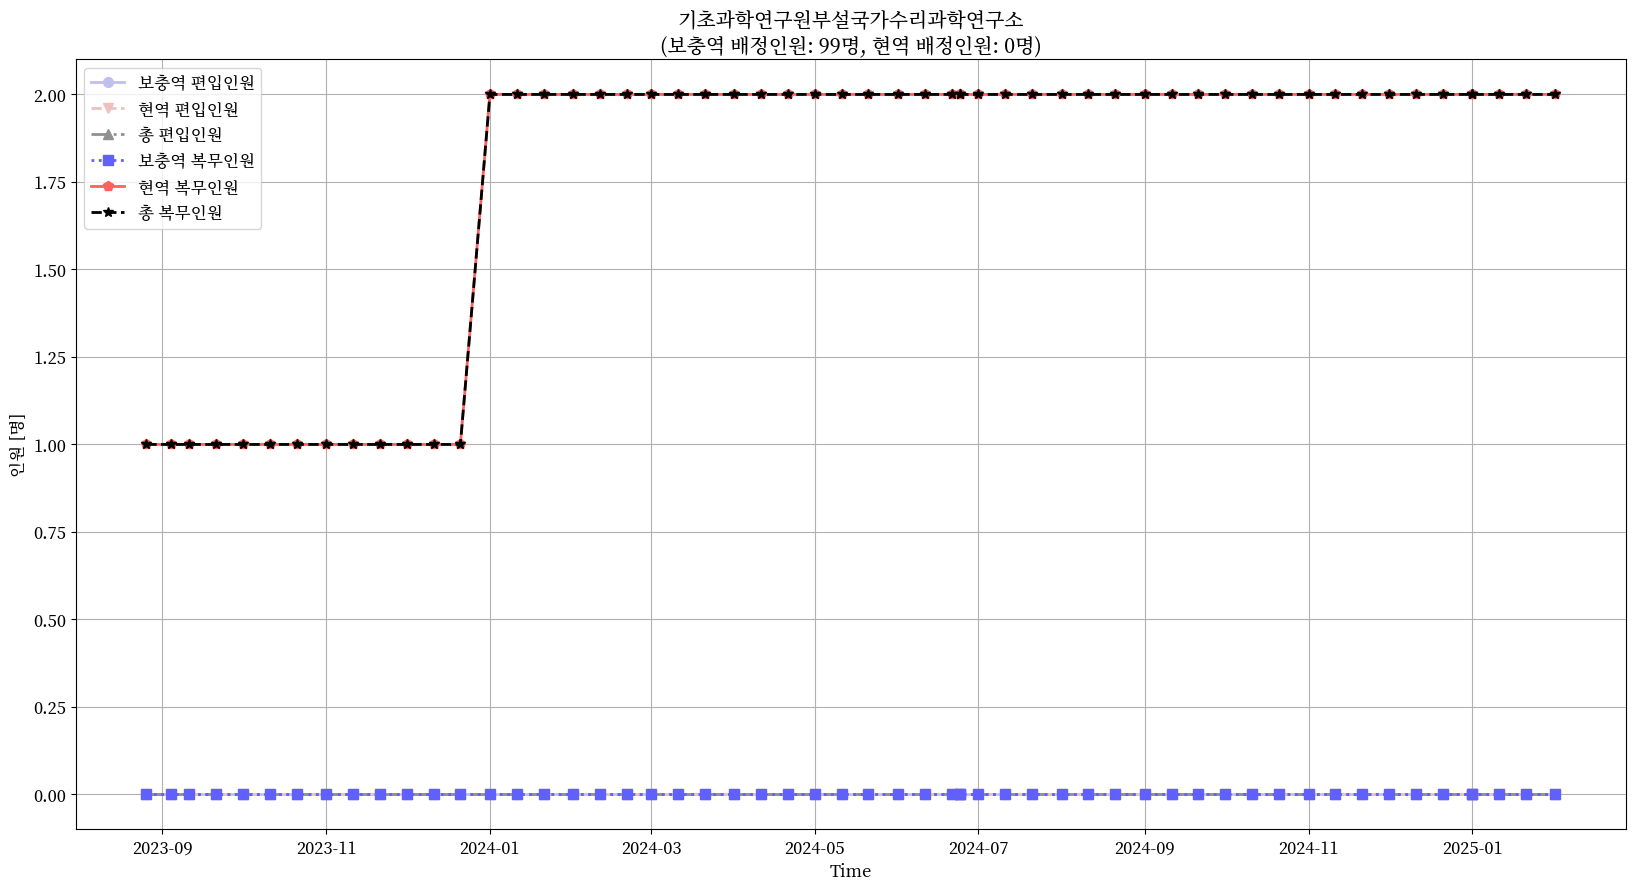 기초과학연구원부설국가수리과학연구소
(보충역 배정인원: 99명, 현역 배정인원: 0명)
보충역 편입인원
현역 편입인원
총 편입인원
보충역 복무인원
현역 복무인원
총 복무인원
2.00
1.75
1.50
1.25
1.00
0.75
0.50
0.25
0.00
인원 [명]
2023-09
2023-11
2024-01
2024-03
2024-05
2024-07
2024-09
2024-11
2025-01
Time